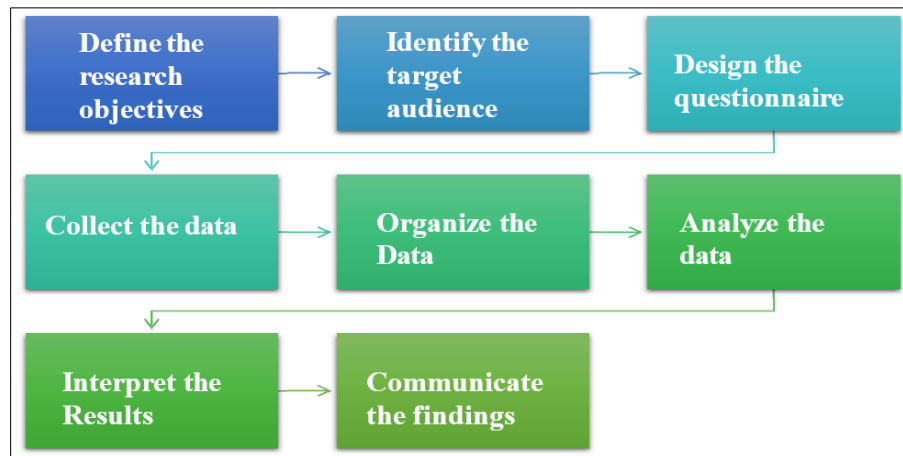 Define the
research
objectives
Identify the
target
audience
Design the
questionnaire
Collect the data
Organize the
Data
Analyze the
data
Interpret the
Results
Communicate
the findings